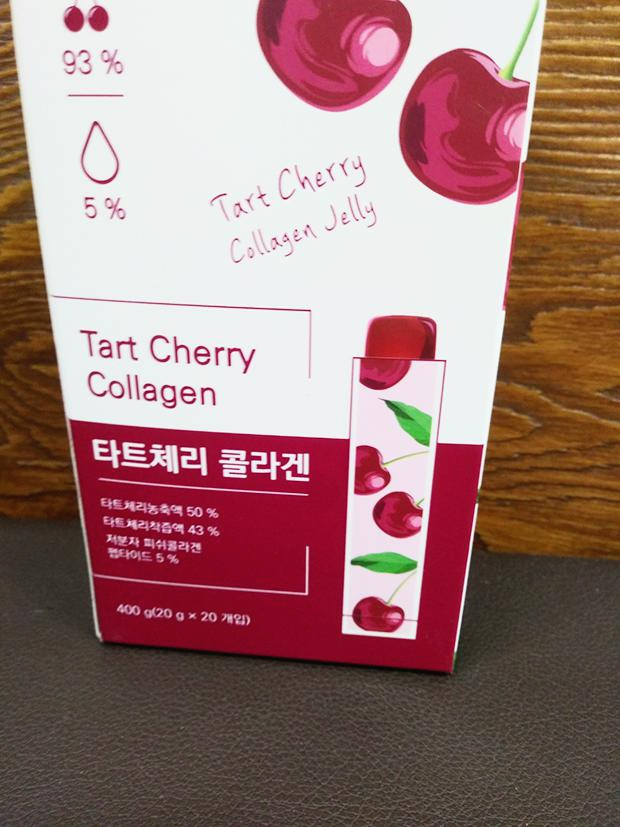 93 %
5 %
Tart Cherry
Collagen Jelly
Tart Cherry
Collagen
타트체리 콜라겐
타트체리농축액 50 %
타트체리착즙액 43 %
저분자 피쉬콜라겐
펩타이드 5 %
400 g(20 g × 20 개입)